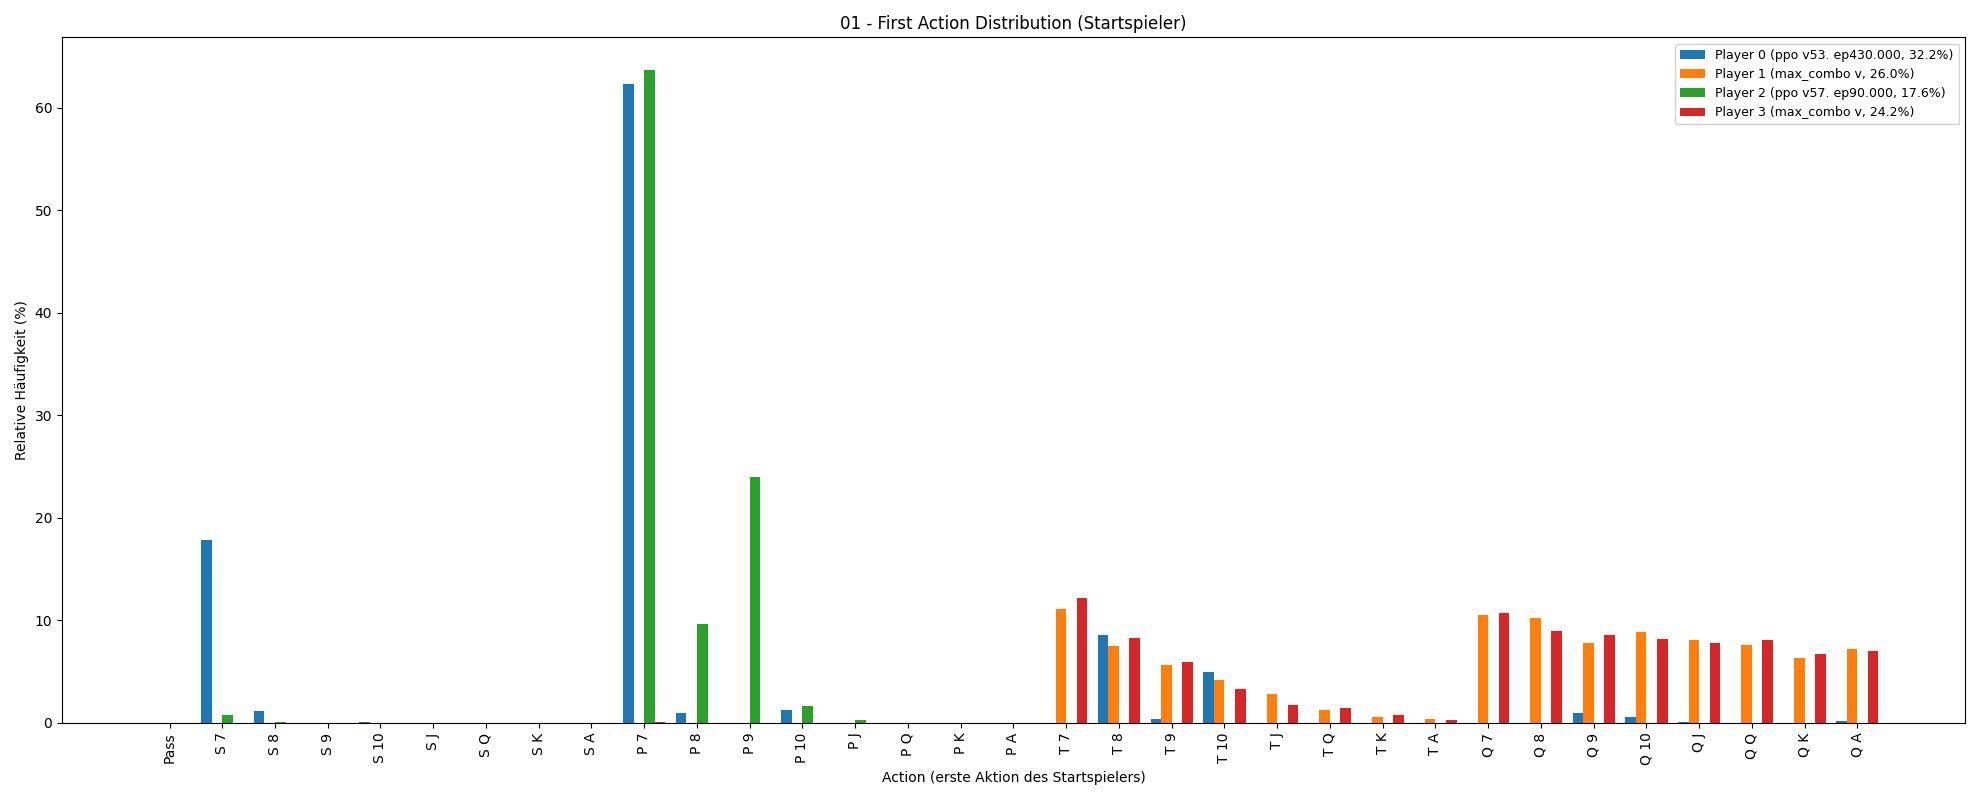 01 - First Action Distribution (Startspieler)
Player 0 (ppo v53. ep430.000, 32.2%)
Player 1 (max_combo v, 26.0%)
Player 2 (ppo v57. ep90.000, 17.6%)
Player 3 (max_combo v, 24.2%)
Relative Häufigkeit (%)
60
50
40
30
20
10
0
Pass
S 7
S 8
S 9
S 10
S J
S Q
S K
S A
P 7
P 8
P 9
P 10
P J
P Q
P K
P A
T 7
T 8
T 9
T 10
T J
T Q
T K
T A
Q 7
Q 8
Q 9
Q 10
Q J
Q Q
Q K
Q A
Action (erste Aktion des Startspielers)